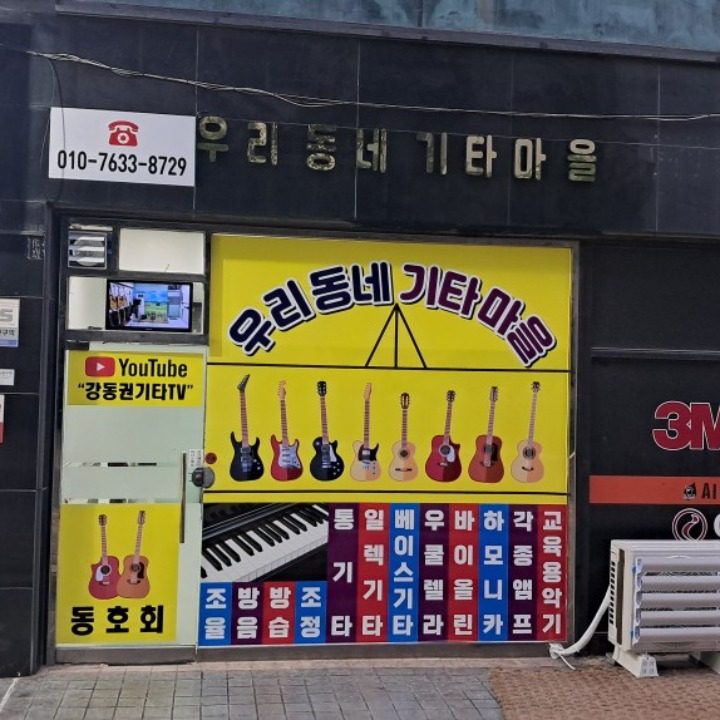 010-7633-8729
우리동네 기타마을
우리동네 기타마을
YouTube
"강동권기타TV"
동호회
조율
방음
방습
조정
통기타
일렉기타
베이스기타
우쿨렐라
바이올린
하모니카
각종앰프
교육용악기
3M
AI